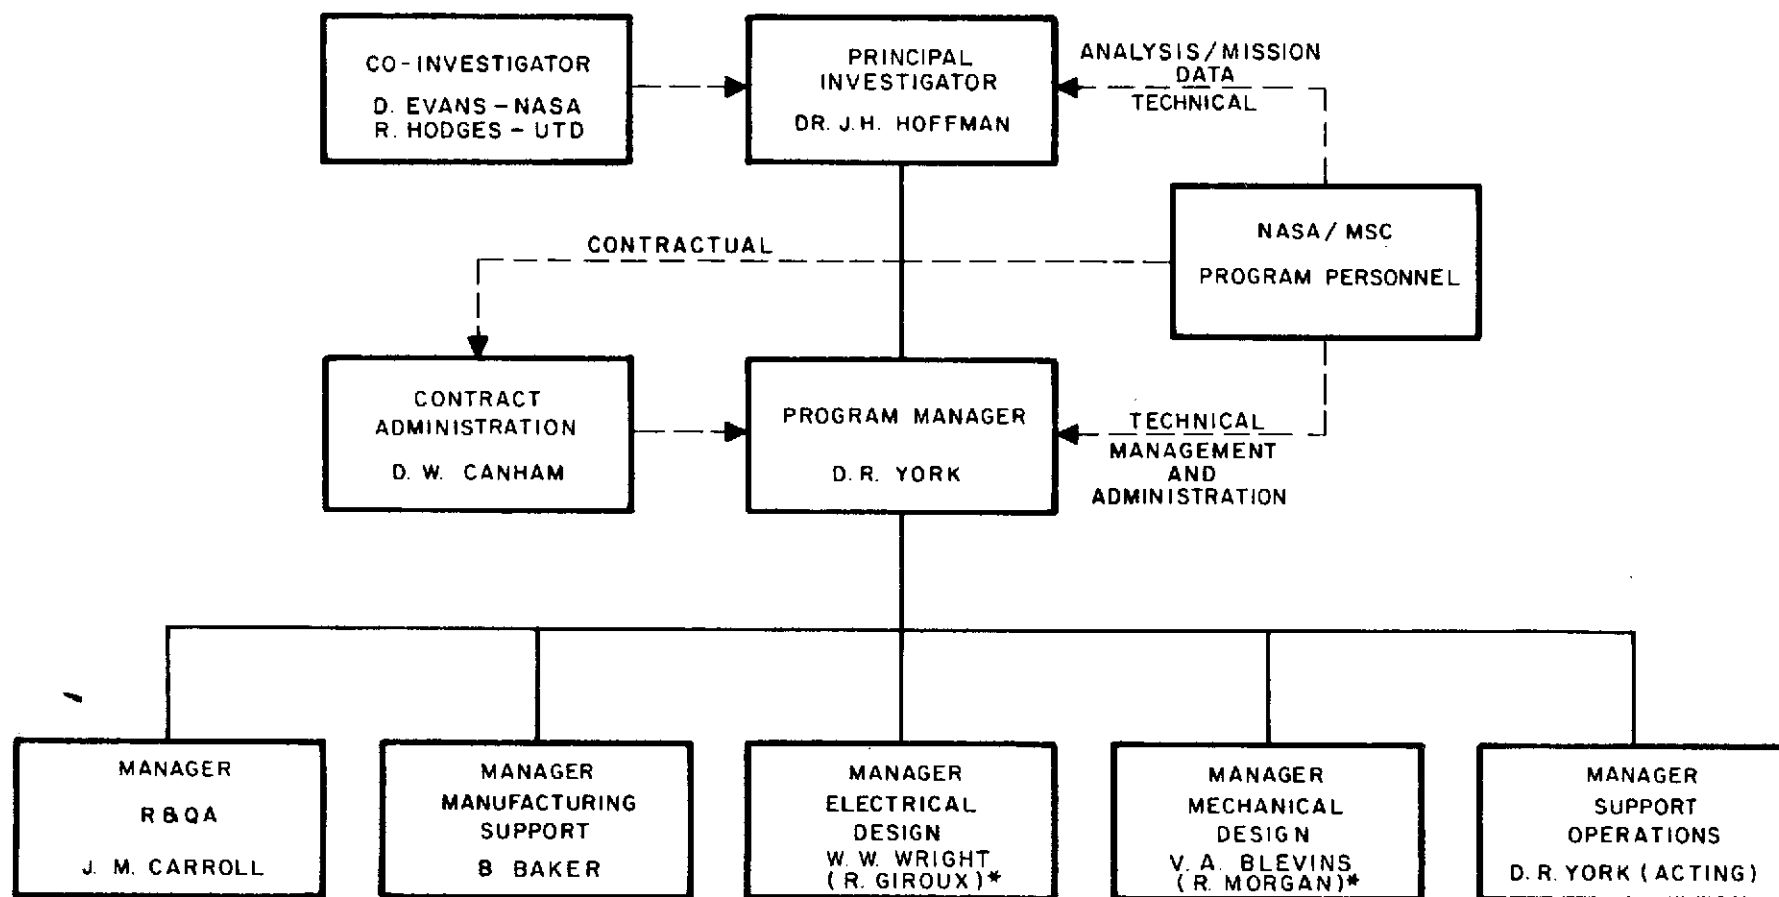 CO-INVESTIGATOR
D. EVANS - NASA
R. HODGES - UTD
PRINCIPAL
INVESTIGATOR
DR. J.H. HOFFMAN
ANALYSIS/MISSION
DATA
TECHNICAL
NASA/MSC
PROGRAM PERSONNEL
CONTRACTUAL
CONTRACT
ADMINISTRATION
D. W. CANHAM
PROGRAM MANAGER
D. R. YORK
TECHNICAL
MANAGEMENT
AND
ADMINISTRATION
MANAGER
R & QA
J. M. CARROLL
MANAGER
MANUFACTURING
SUPPORT
B BAKER
MANAGER
ELECTRICAL
DESIGN
W. W. WRIGHT
(R. GIROUX)*
MANAGER
MECHANICAL
DESIGN
V. A. BLEVINS
(R. MORGAN)*
MANAGER
SUPPORT
OPERATIONS
D. R. YORK (ACTING)